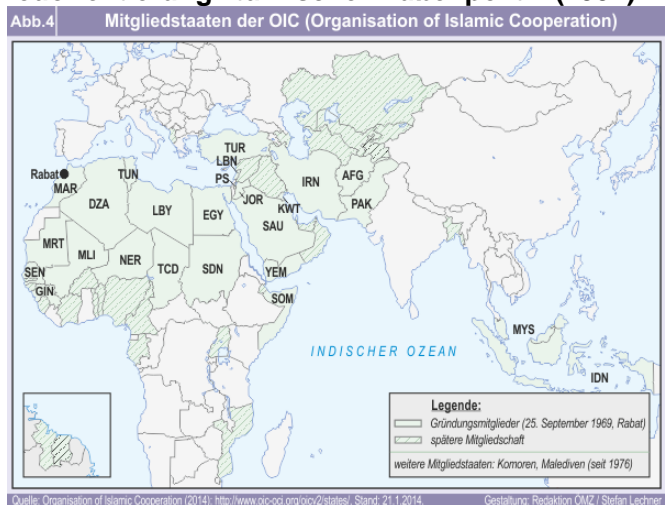 Abb.4
Mitgliedstaaten der OIC (Organisation of Islamic Cooperation)
TUR
LBN
Rabat
TUN
PS
MAR
IRN
AFG
JOR
KWT
DZA
PAK
LBY
EGY
SAU
MRT
MLI
NER
TCD
SDN
YEM
SEN
GIN
SOM
MYS
INDISCHER OZEAN
IDN
Legende:
Gründungsmitglieder (25. September 1969, Rabat)
spätere Mitgliedschaft
weitere Mitgliedstaaten: Komoren, Malediven (seit 1976)
Quelle: Organisation of Islamic Cooperation (2014): http://www.oic-oci.org/oicv2/states/, Stand: 21.1.2014.
Gestaltung: Redaktion ÖMZ / Stefan Lechner